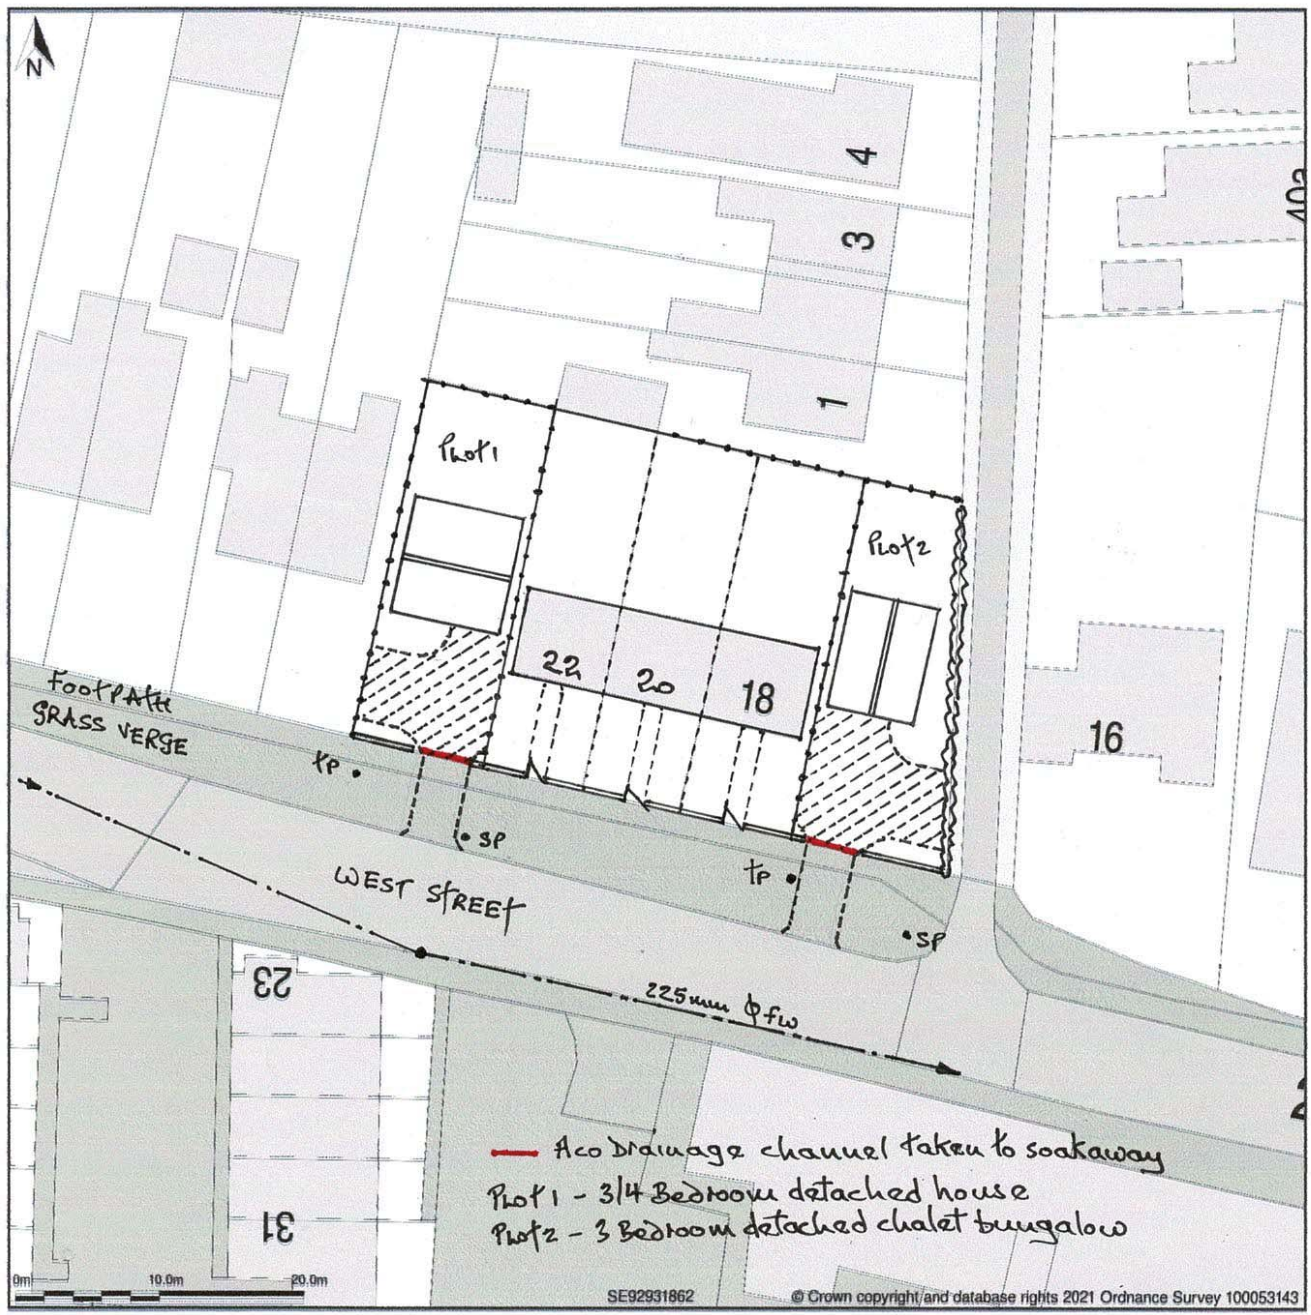 N
4
3
40a
1
Plot 1
Plot 2
22
20
18
16
FOOTPATH
GRASS VERGE
tp
SP
WEST STREET
tp
SP
23
225mm ϕ fw
2
31
Aco Drainage channel taken to soakaway
Plot 1 - 3/4 Bedroom detached house
Plot 2 - 3 Bedroom detached chalet bungalow
0m 10.0m 20.0m
SE92931862
© Crown copyright and database rights 2021 Ordnance Survey 100053143